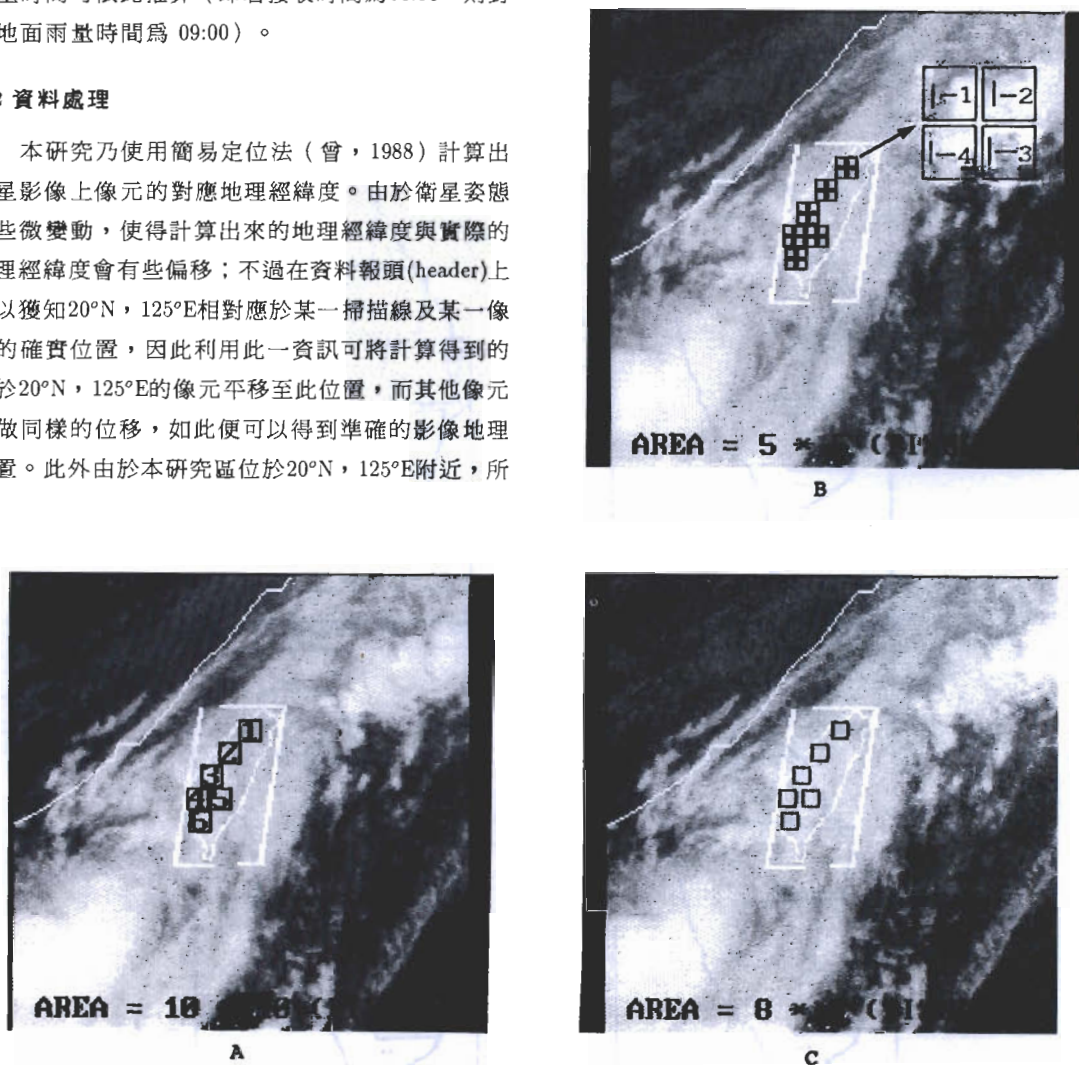 地面雨量時間爲 09:00）。
資料處理
本研究乃使用簡易定位法（曾，1988）計算出
星影像上像元的對應地理經緯度。由於衛星姿態
些微變動，使得計算出來的地理經緯度與實際的
理經緯度會有些偏移；不過在資料報頭(header)上
以獲知20°N，125°E相對應於某一掃描線及某一像
的確實位置，因此利用此一資訊可將計算得到的
於20°N，125°E的像元平移至此位置，而其他像元
做同樣的位移，如此便可以得到準確的影像地理
置。此外由於本研究區位於20°N，125°E附近，所
|-1 |-2
|-4 |-3
AREA = 5 *
B
1
2
3
4 5
6
AREA = 10
A
AREA = 8 *
C